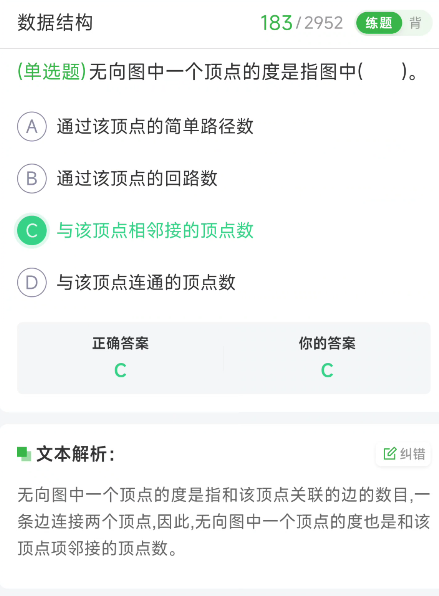 数据结构 183/2952 练题 背
(单选题)无向图中一个顶点的度是指图中( )。
A 通过该顶点的简单路径数
B 通过该顶点的回路数
C 与该顶点相邻接的顶点数
D 与该顶点连通的顶点数
正确答案 你的答案
C C
文本解析： 纠错
无向图中一个顶点的度是指和该顶点关联的边的数目,一
条边连接两个顶点,因此,无向图中一个顶点的度也是和该
顶点项邻接的顶点数。